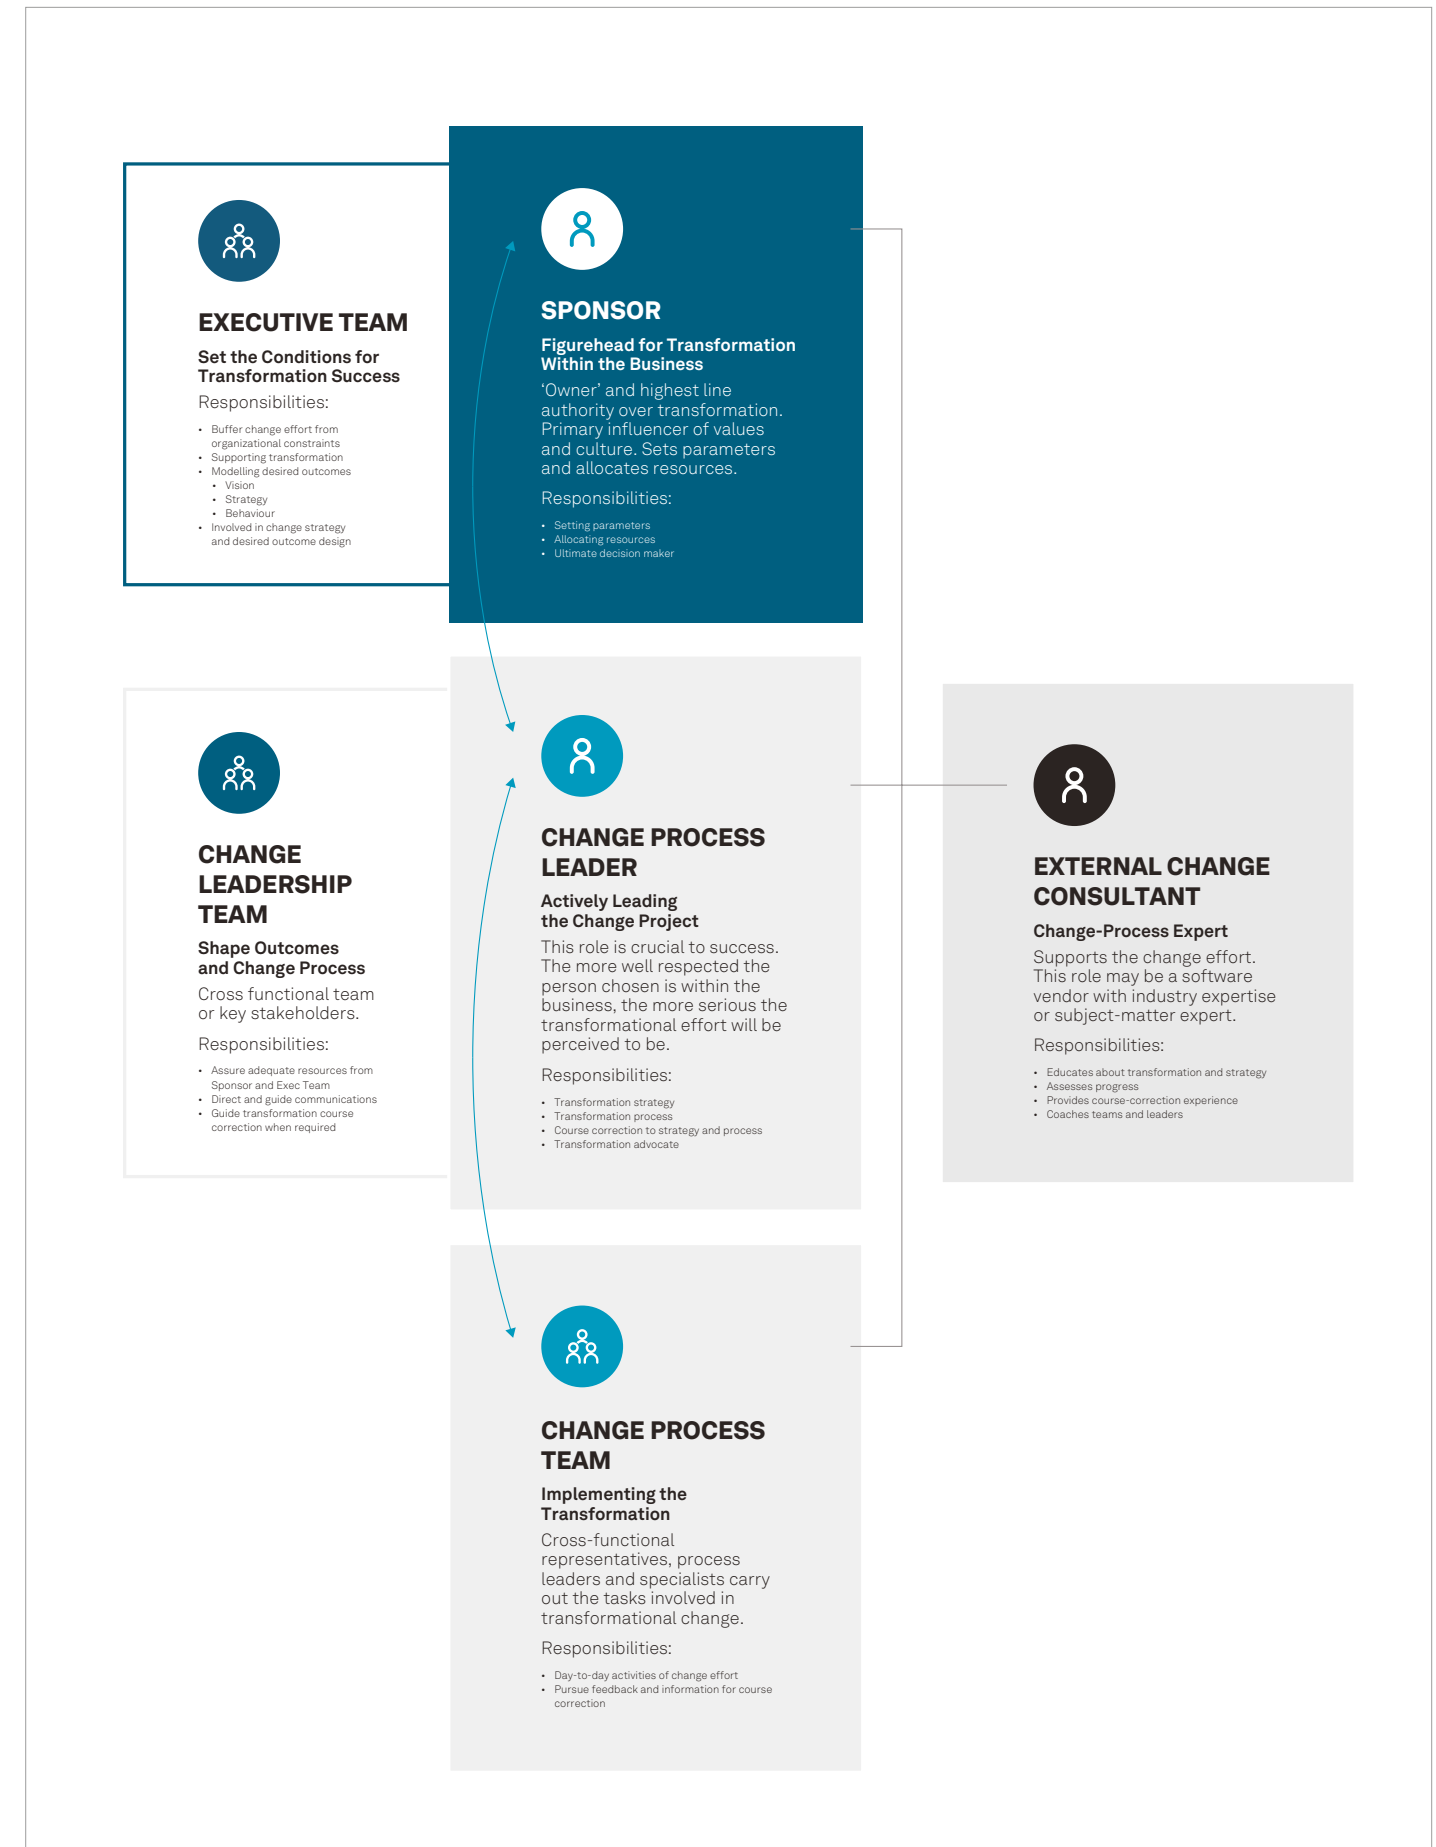 EXECUTIVE TEAM
Set the Conditions for
Transformation Success
Responsibilities:
• Buffer change effort from
organizational constraints
• Supporting transformation
• Modelling desired outcomes
• Vision
• Strategy
• Behaviour
• Involved in change strategy
and desired outcome design
SPONSOR
Figurehead for Transformation
Within the Business
‘Owner’ and highest line
authority over transformation.
Primary influencer of values
and culture. Sets parameters
and allocates resources.
Responsibilities:
• Setting parameters
• Allocating resources
• Ultimate decision maker
CHANGE
LEADERSHIP
TEAM
Shape Outcomes
and Change Process
Cross functional team
or key stakeholders.
Responsibilities:
• Assure adequate resources from
Sponsor and Exec Team
• Direct and guide communications
• Guide transformation course
correction when required
CHANGE PROCESS
LEADER
Actively Leading
the Change Project
This role is crucial to success.
The more well respected the
person chosen is within the
business, the more serious the
transformational effort will be
perceived to be.
Responsibilities:
• Transformation strategy
• Transformation process
• Course correction to strategy and process
• Transformation advocate
EXTERNAL CHANGE
CONSULTANT
Change-Process Expert
Supports the change effort.
This role may be a software
vendor with industry expertise
or subject-matter expert.
Responsibilities:
• Educates about transformation and strategy
• Assesses progress
• Provides course-correction experience
• Coaches teams and leaders
CHANGE PROCESS
TEAM
Implementing the
Transformation
Cross-functional
representatives, process
leaders and specialists carry
out the tasks involved in
transformational change.
Responsibilities:
• Day-to-day activities of change effort
• Pursue feedback and information for course
correction